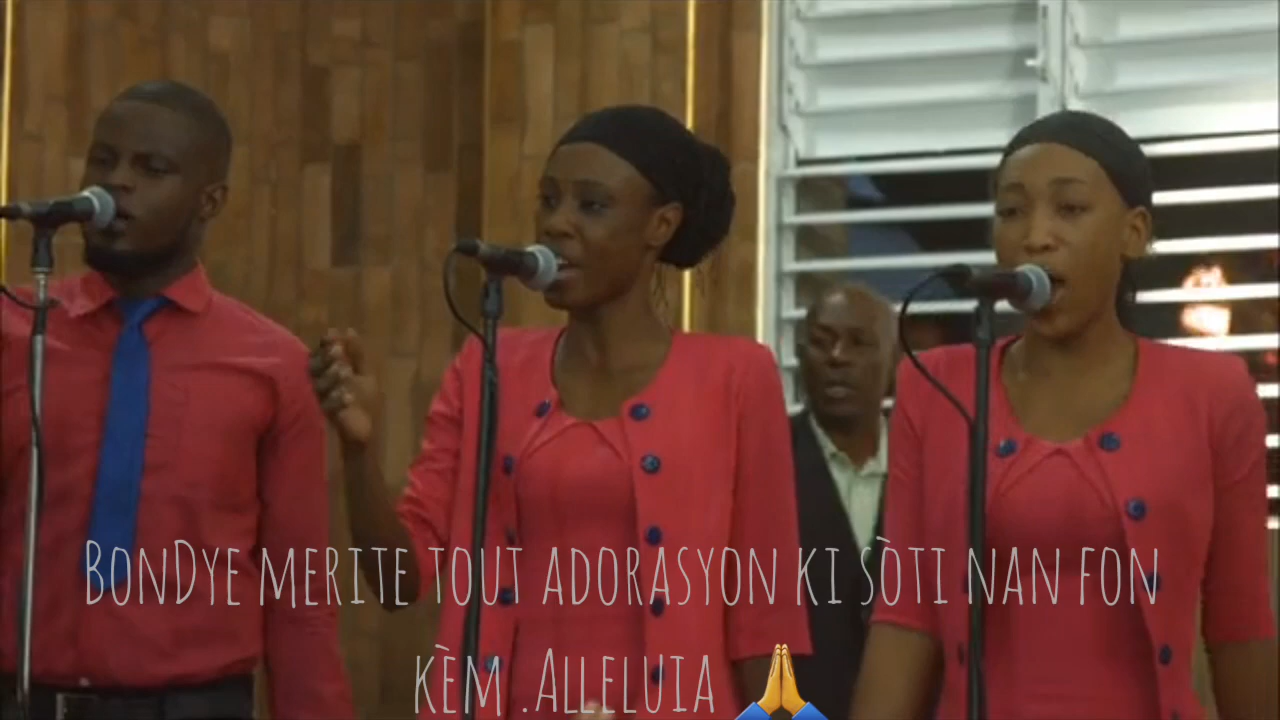 BonDye merite tout adorasyon ki sòti nan fon
kèm .Alleluia 🙏